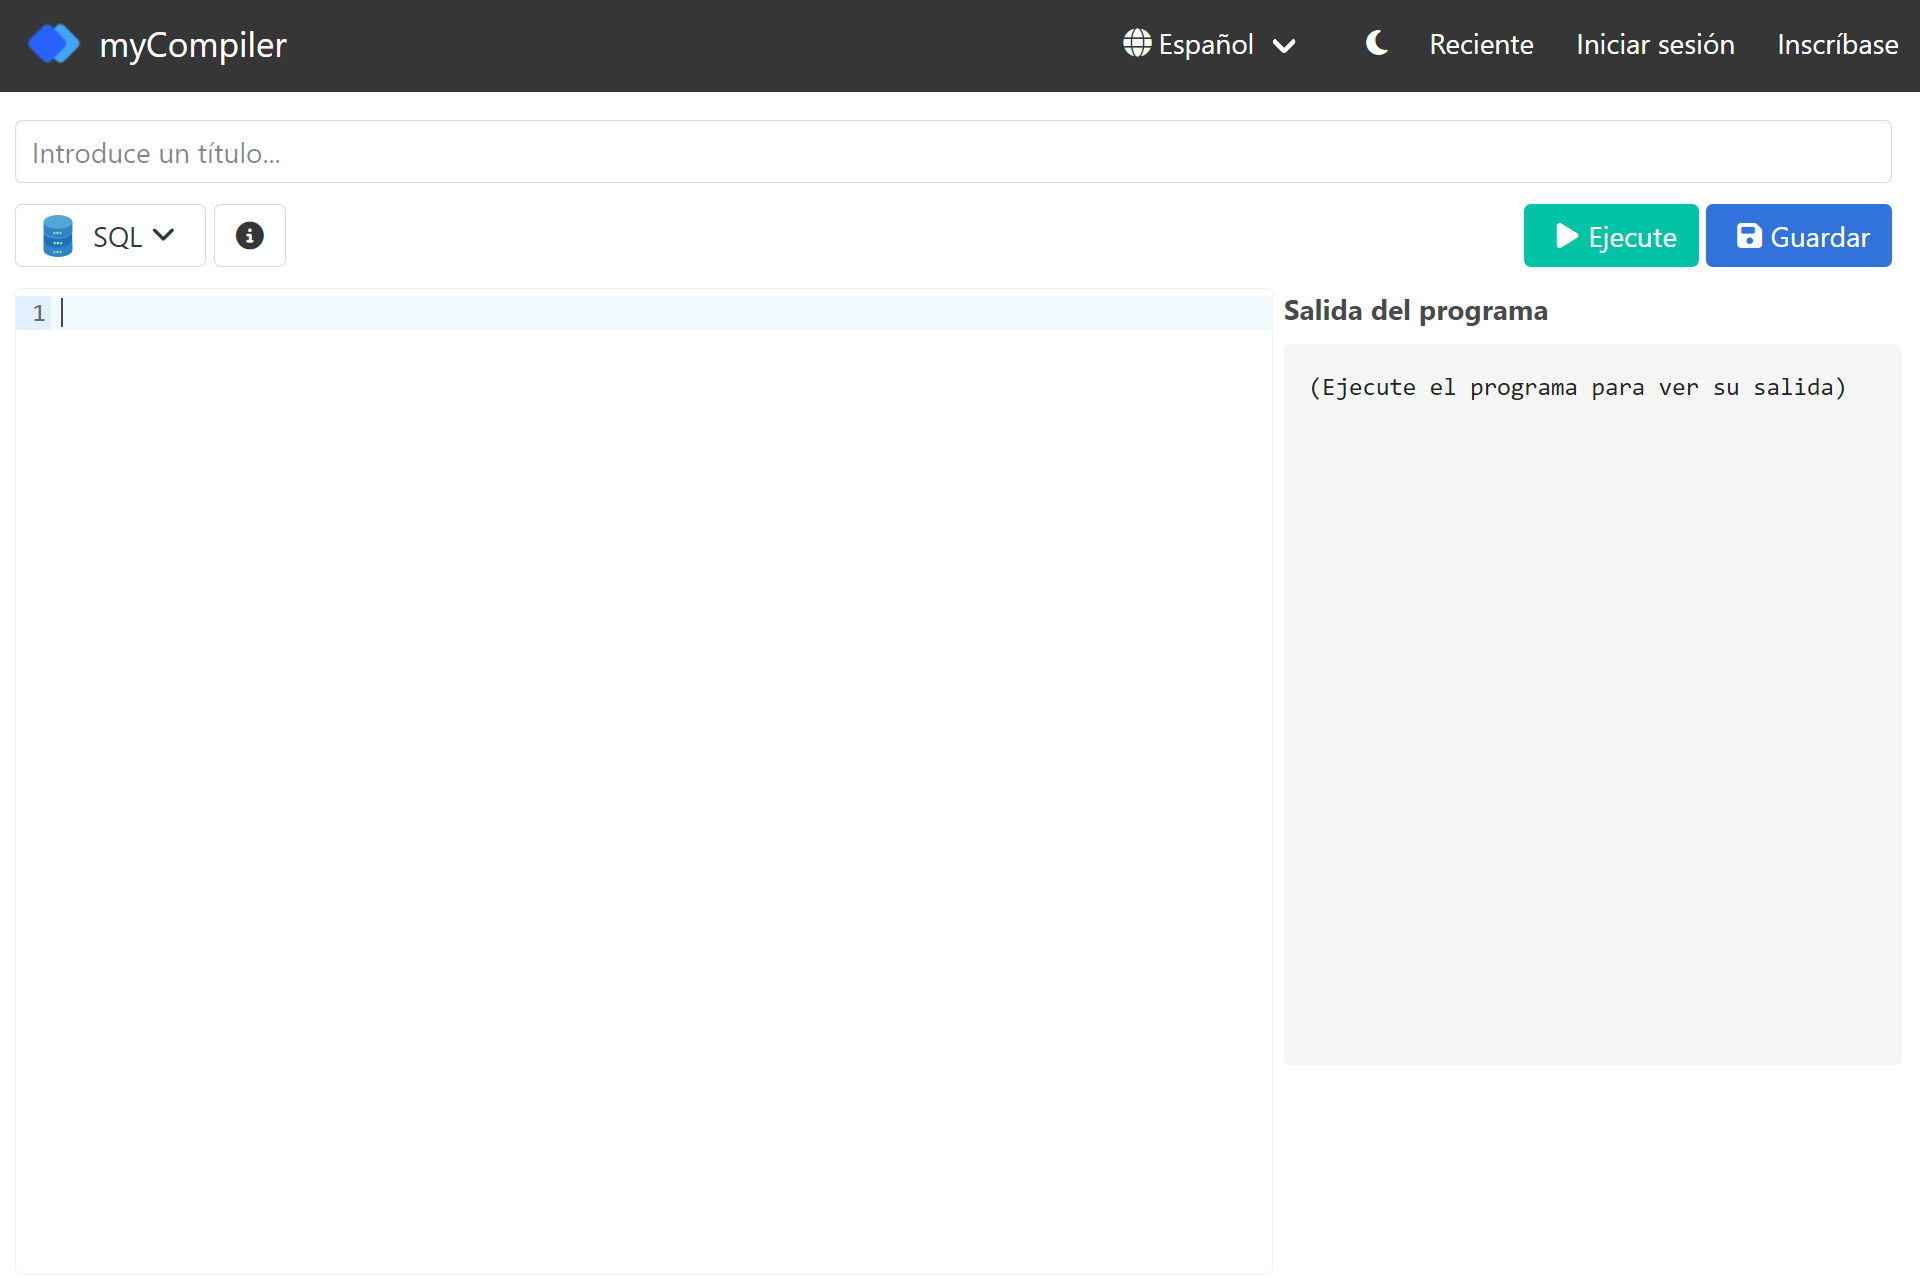 myCompiler Español Reciente Iniciar sesión Inscríbase
Introduce un título...
SQL Ejecute Guardar
1
Salida del programa
(Ejecute el programa para ver su salida)